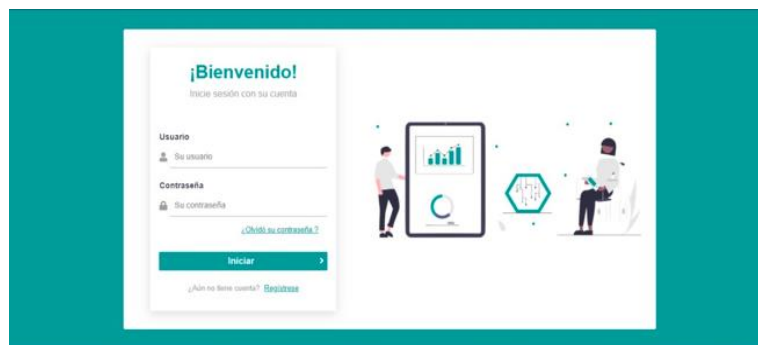 ¡Bienvenido!
Inicie sesión con su cuenta
Usuario
Su usuario
Contraseña
Su contraseña
¿Olvidó su contraseña ?
Iniciar
¿Aún no tiene cuenta? Regístrese